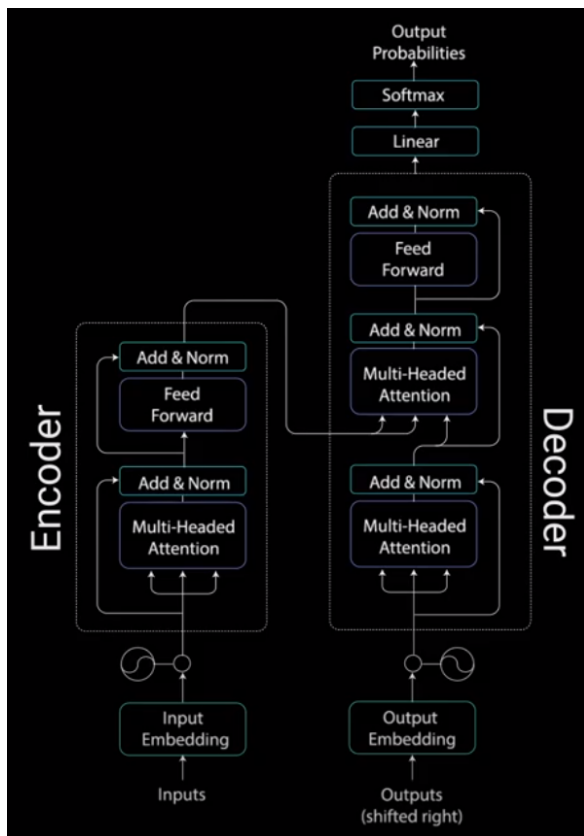 Output
Probabilities
Softmax
Linear
Add & Norm
Feed
Forward
Add & Norm
Multi-Headed
Attention
Add & Norm
Multi-Headed
Attention
Decoder
Output
Embedding
Outputs
(shifted right)
Encoder
Add & Norm
Feed
Forward
Add & Norm
Multi-Headed
Attention
Input
Embedding
Inputs